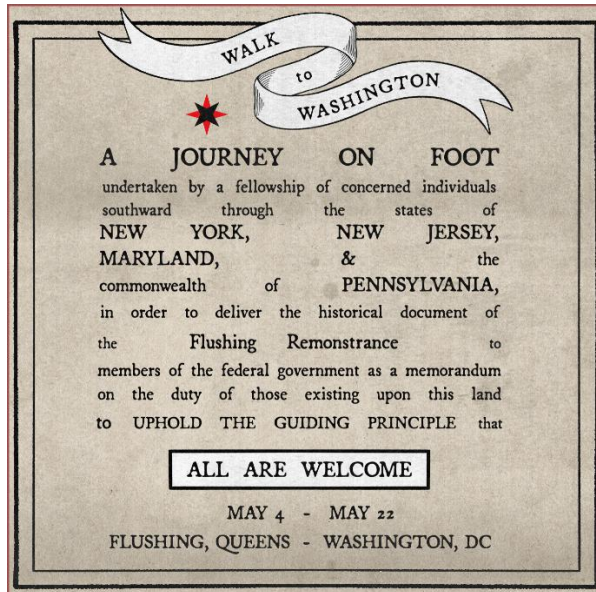 WALK
to
WASHINGTON
A JOURNEY ON FOOT
undertaken by a fellowship of concerned individuals
southward through the states of
NEW YORK, NEW JERSEY,
MARYLAND, & the
commonwealth of PENNSYLVANIA,
in order to deliver the historical document of
the Flushing Remonstrance to
members of the federal government as a memorandum
on the duty of those existing upon this land
to UPHOLD THE GUIDING PRINCIPLE that
ALL ARE WELCOME
MAY 4 - MAY 22
FLUSHING, QUEENS - WASHINGTON, DC